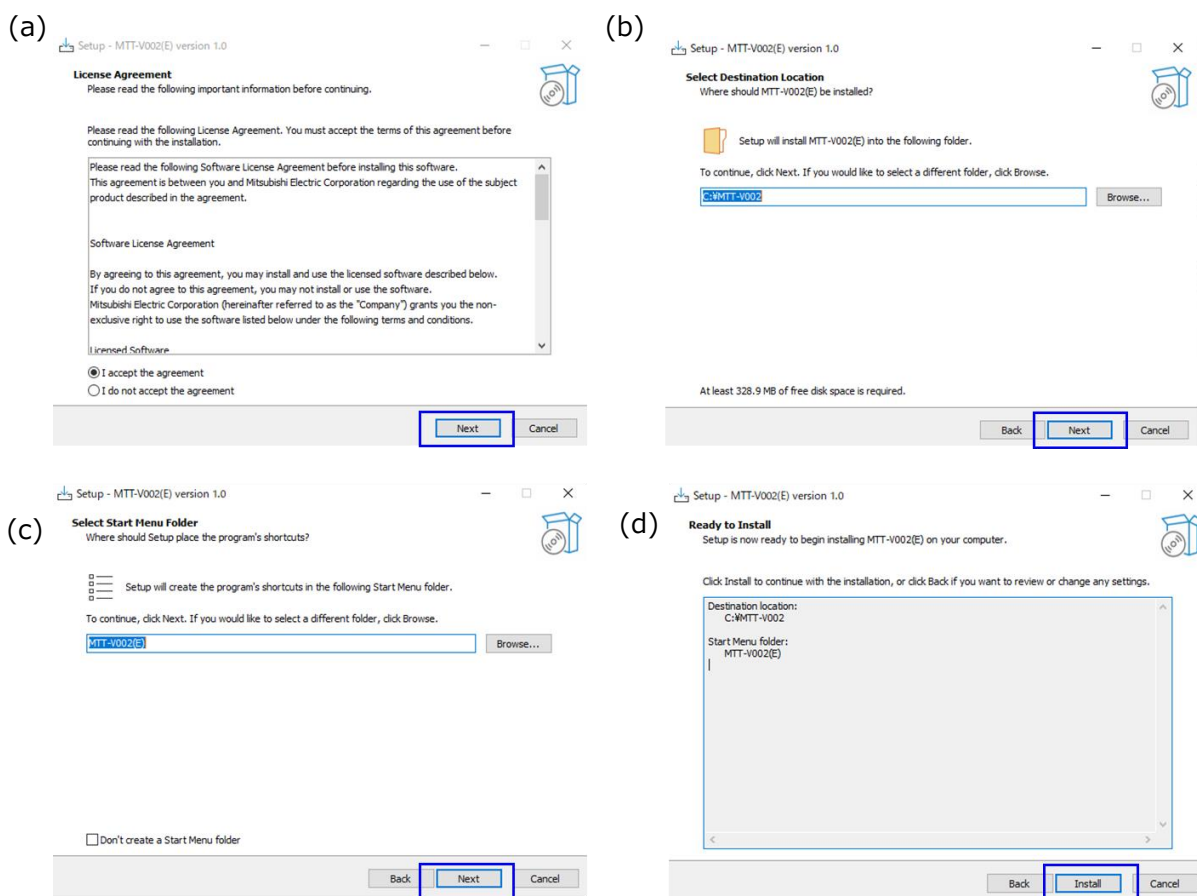 (a)
Setup - MTT-V002(E) version 1.0
License Agreement
Please read the following important information before continuing.
Please read the following License Agreement. You must accept the terms of this agreement before
continuing with the installation.
Please read the following Software License Agreement before installing this software.
This agreement is between you and Mitsubishi Electric Corporation regarding the use of the subject
product described in the agreement.
Software License Agreement
By agreeing to this agreement, you may install and use the licensed software described below.
If you do not agree to this agreement, you may not install or use the software.
Mitsubishi Electric Corporation (hereinafter referred to as the "Company") grants you the non-
exclusive right to use the software listed below under the following terms and conditions.
Licensed Software
I accept the agreement
I do not accept the agreement
Next
Cancel
(b)
Setup - MTT-V002(E) version 1.0
Select Destination Location
Where should MTT-V002(E) be installed?
Setup will install MTT-V002(E) into the following folder.
To continue, click Next. If you would like to select a different folder, click Browse.
C:¥MTT-V002
Browse...
At least 328.9 MB of free disk space is required.
Back
Next
Cancel
(c)
Setup - MTT-V002(E) version 1.0
Select Start Menu Folder
Where should Setup place the program's shortcuts?
Setup will create the program's shortcuts in the following Start Menu folder.
To continue, click Next. If you would like to select a different folder, click Browse.
MTT-V002(E)
Browse...
Don't create a Start Menu folder
Back
Next
Cancel
(d)
Setup - MTT-V002(E) version 1.0
Ready to Install
Setup is now ready to begin installing MTT-V002(E) on your computer.
Click Install to continue with the installation, or click Back if you want to review or change any settings.
Destination location:
C:¥MTT-V002
Start Menu folder:
MTT-V002(E)
Back
Install
Cancel